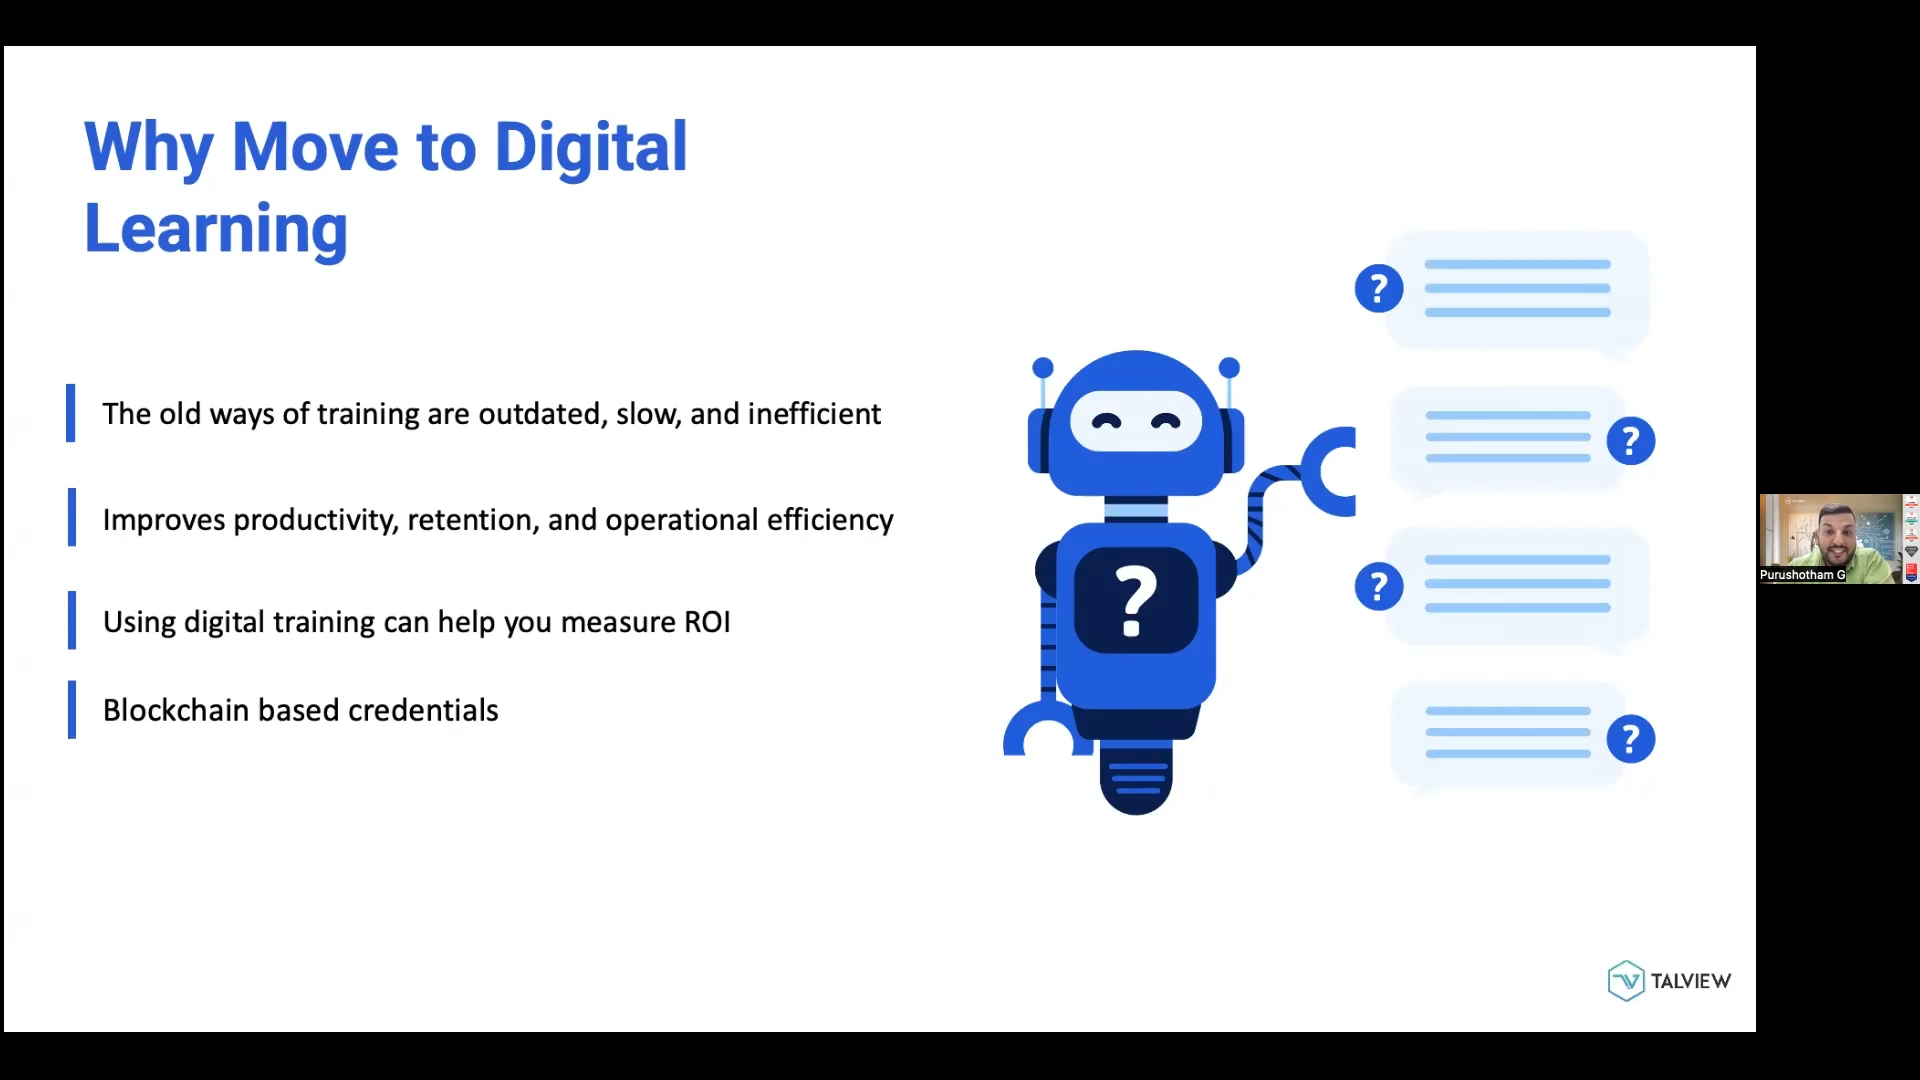 Why Move to Digital
Learning
The old ways of training are outdated, slow, and inefficient
Improves productivity, retention, and operational efficiency
Using digital training can help you measure ROI
Blockchain based credentials
?
?
?
?
?
TALVIEW
Purushotham G